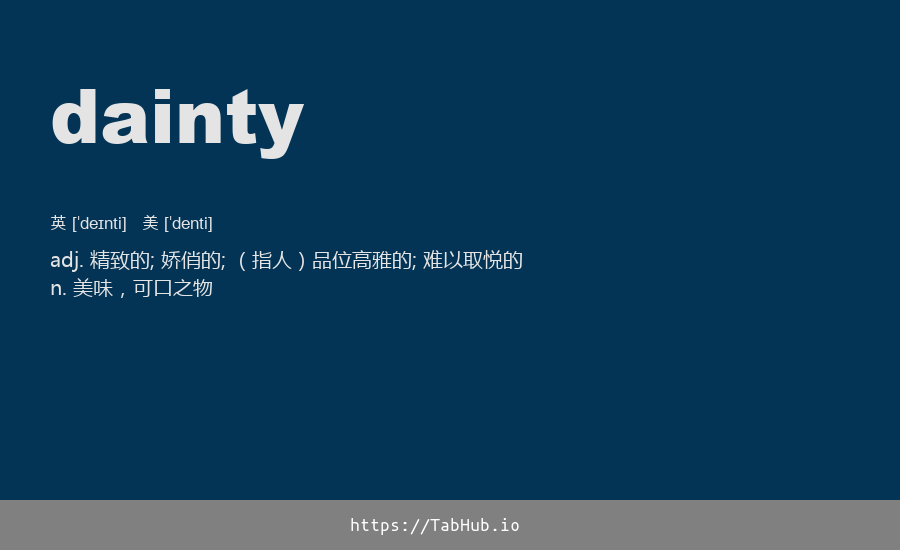 dainty
英 [ˈdeɪnti] 美 [ˈdenti]
adj. 精致的; 娇俏的; （指人）品位高雅的; 难以取悦的
n. 美味，可口之物
https://TabHub.io